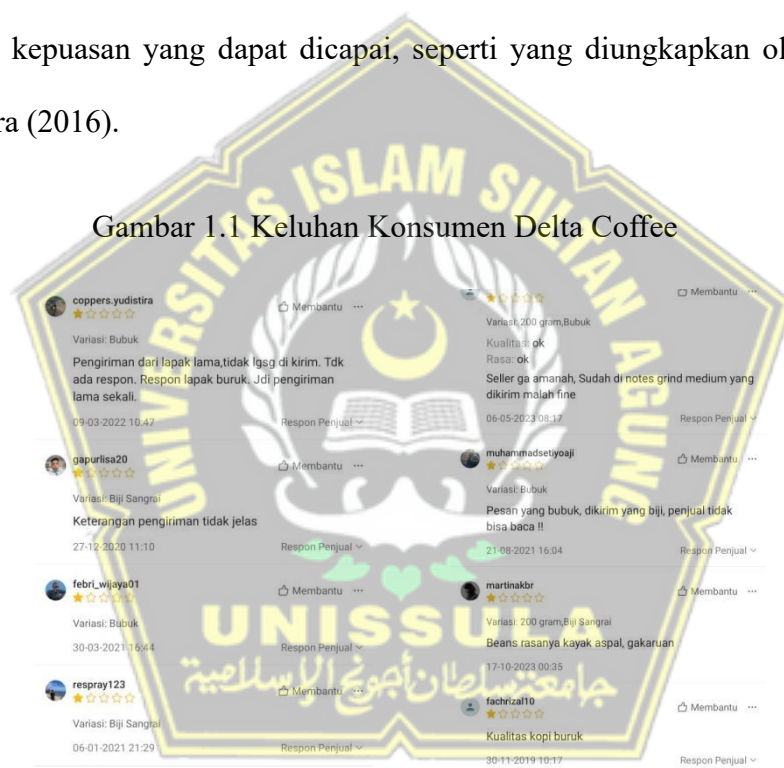 kepuasan yang dapat dicapai, seperti yang diungkapkan ol
ra (2016).
Gambar 1.1 Keluhan Konsumen Delta Coffee
coppers.yudistira
Membantu
Variasi: Bubuk
Pengiriman dari lapak lama,tidak lgsg di kirim. Tdk
ada respon. Respon lapak buruk. Jdi pengiriman
lama sekali.
09-03-2022 10.47
Respon Penjual
gapurlisa20
Membantu
Variasi: Biji Sangrai
Keterangan pengiriman tidak jelas
27-12-2020 11:10
Respon Penjual
febri_wijaya01
Membantu
Variasi: Bubuk
30-03-2021 16:44
Respon Penjual
respray123
Membantu
Variasi: Biji Sangrai
06-01-2021 21:29
Respon Penjual
Membantu
Variasi: 200 gram,Bubuk
Kualitas: ok
Rasa: ok
Seller ga amanah, Sudah di notes grind medium yang
dikirim malah fine
06-05-2023 08:17
Respon Penjual
muhammadsetiyoaji
Membantu
Variasi: Bubuk
Pesan yang bubuk, dikirim yang biji, penjual tidak
bisa baca !!
21-08-2021 16:04
Respon Penjual
martinakbr
Membantu
Variasi: 200 gram,Biji Sangrai
Beans rasanya kayak aspal, gakaruan
17-10-2023 00:35
fachrizal10
Membantu
Kualitas kopi buruk
30-11-2019 10:17
Respon Penjual
UNIVERSITAS ISLAM SULTAN AGUNG
UNISSULA
جامعة سلطان أجونج الإسلامية